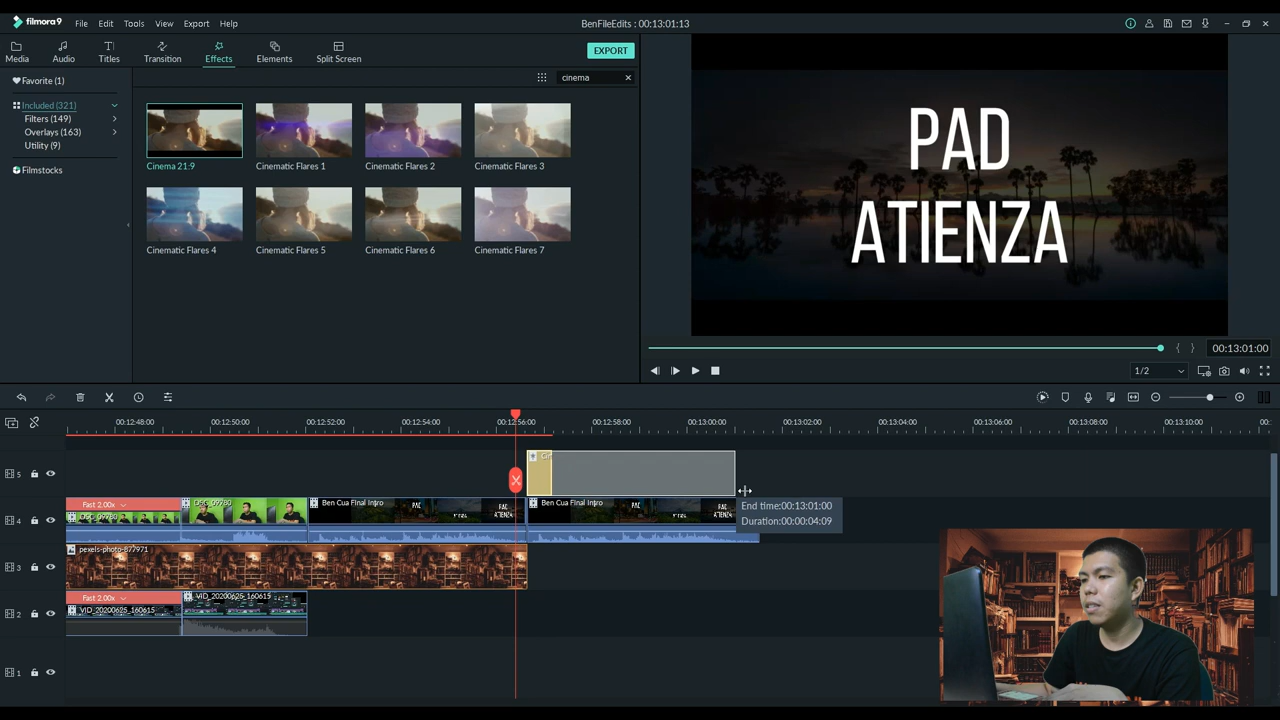 filmora9 File Edit Tools View Export Help BenFileEdits : 00:13:01:13
Media Audio Titles Transition Effects Elements Split Screen EXPORT
Favorite (1)
Included (321)
Filters (149)
Overlays (163)
Utility (9)
Filmstocks
cinema
Cinema 21:9 Cinematic Flares 1 Cinematic Flares 2 Cinematic Flares 3
Cinematic Flares 4 Cinematic Flares 5 Cinematic Flares 6 Cinematic Flares 7
PAD
ATIENZA
00:13:01:00
1/2
00:12:48:00 00:12:50:00 00:12:52:00 00:12:54:00 00:12:56:00 00:12:58:00 00:13:00:00 00:13:02:00 00:13:04:00 00:13:06:00 00:13:08:00 00:13:10:00
5
4
Fast 2.00x
DSC_09780
DSC_09780
Ben Cua Final Intro
Ben Cua Final Intro
End time:00:13:01:00
Duration:00:00:04:09
3
pexels-photo-877971
2
Fast 2.00x
VID_20200625_160615
VID_20200625_160615
1